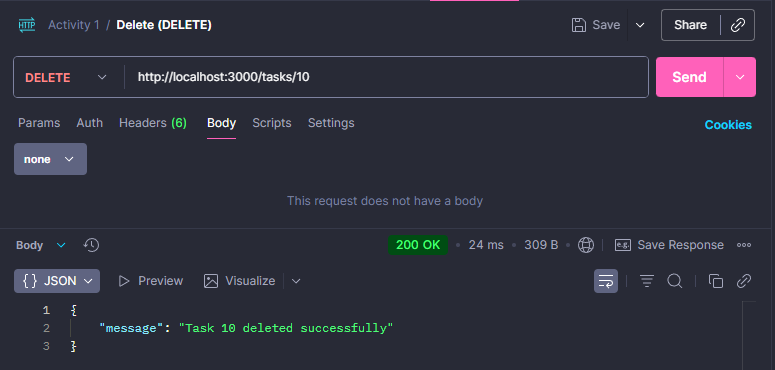 HTTP Activity 1 / Delete (DELETE) Save Share
DELETE http://localhost:3000/tasks/10 Send
Params Auth Headers (6) Body Scripts Settings Cookies
none
This request does not have a body
Body 200 OK • 24 ms • 309 B • e.g. Save Response
{ } JSON Preview Visualize
1 {
2 "message": "Task 10 deleted successfully"
3 }